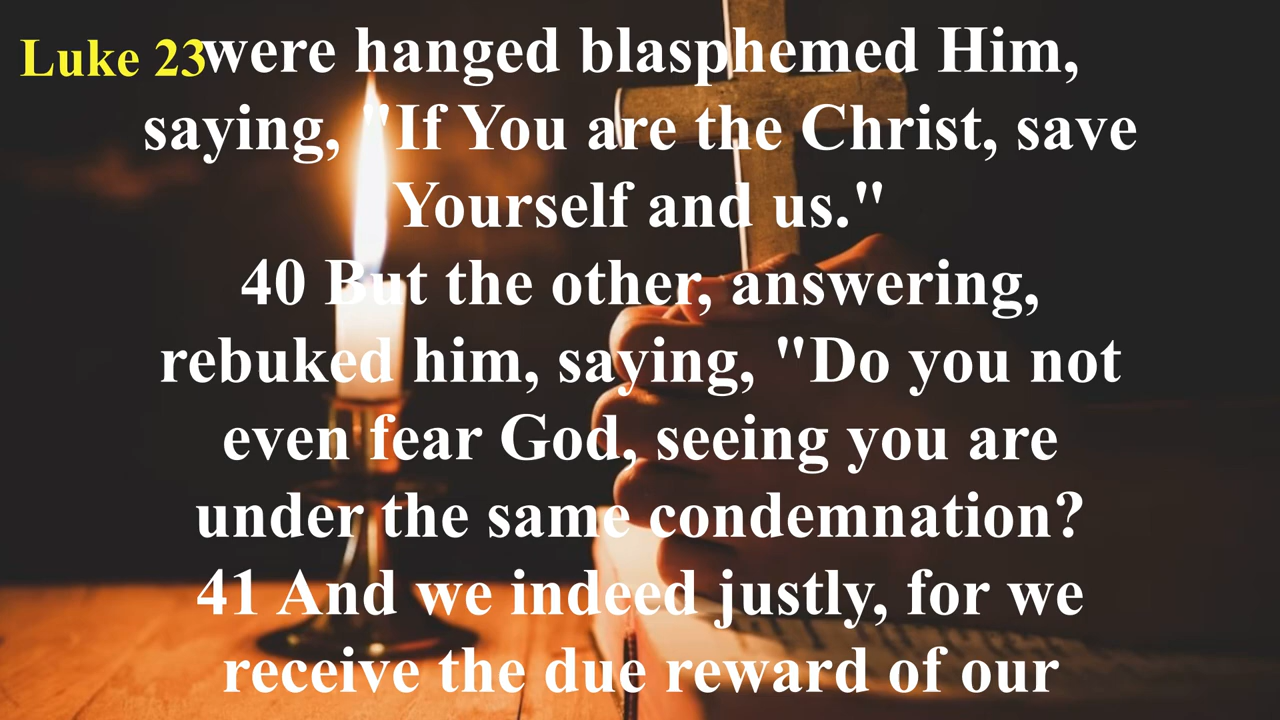 Luke 23
were hanged blasphemed Him,
saying, "If You are the Christ, save
Yourself and us."
40 But the other, answering,
rebuked him, saying, "Do you not
even fear God, seeing you are
under the same condemnation?
41 And we indeed justly, for we
receive the due reward of our